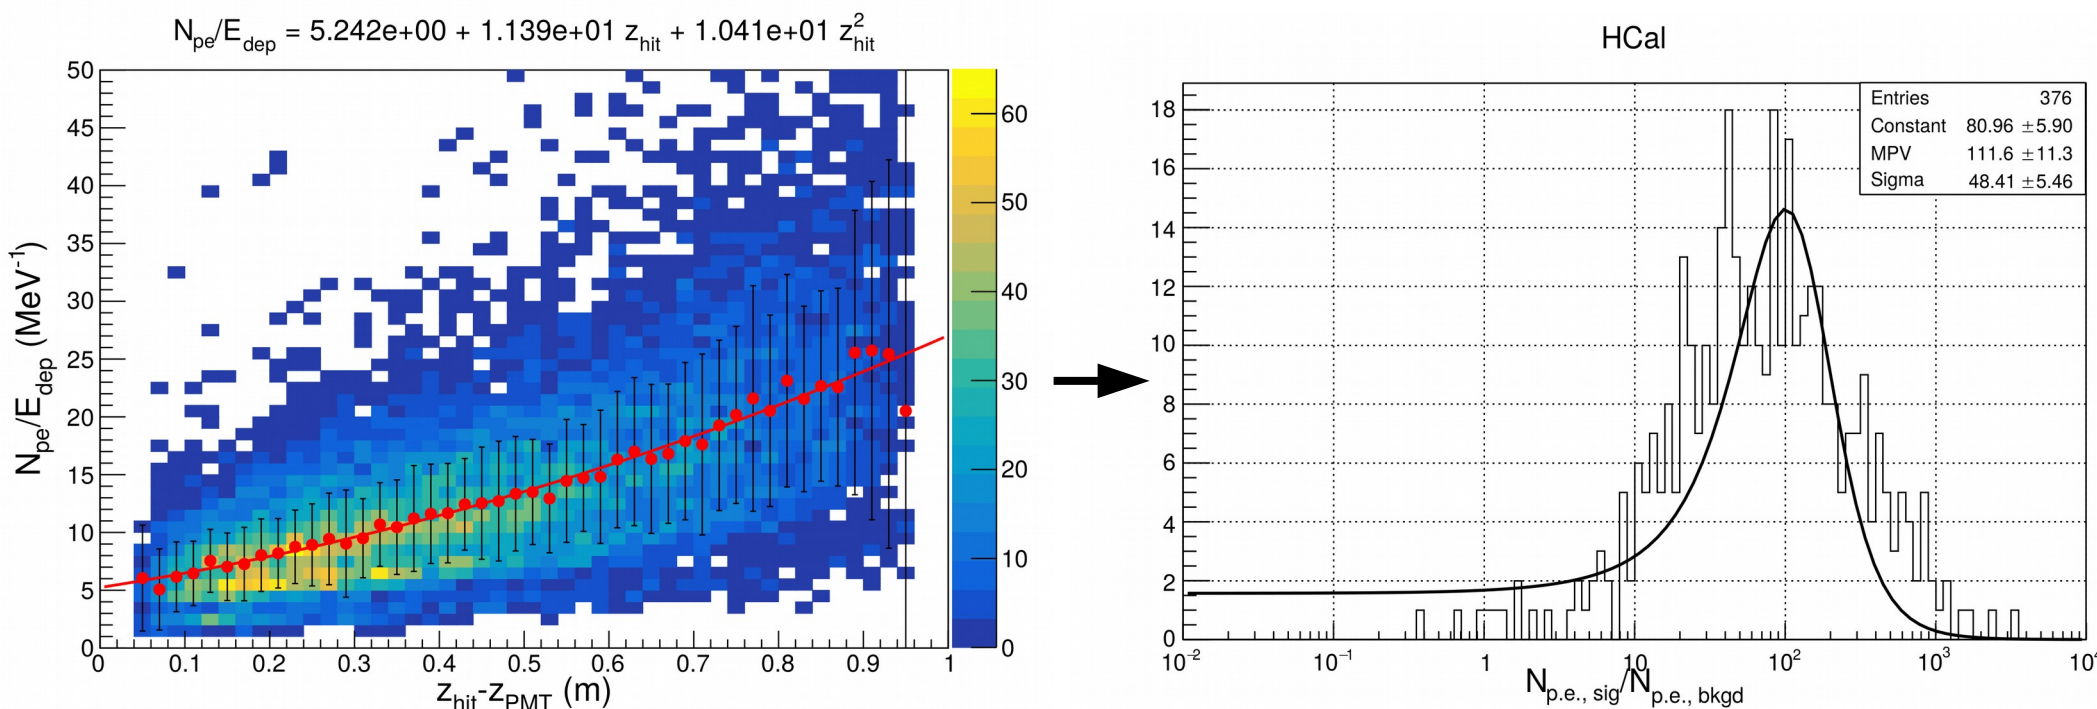 N_pe/E_dep = 5.242e+00 + 1.139e+01 z_hit + 1.041e+01 z_hit^2
50
45
40
35
30
25
20
15
10
5
0
N_pe/E_dep (MeV^-1)
0 0.1 0.2 0.3 0.4 0.5 0.6 0.7 0.8 0.9 1
z_hit-z_PMT (m)
60
50
40
30
20
10
0
HCal
Entries 376
Constant 80.96 ±5.90
MPV 111.6 ±11.3
Sigma 48.41 ±5.46
18
16
14
12
10
8
6
4
2
0
10^-2 10^-1 1 10 10^2 10^3 10^4
N_p.e., sig/N_p.e., bkgd